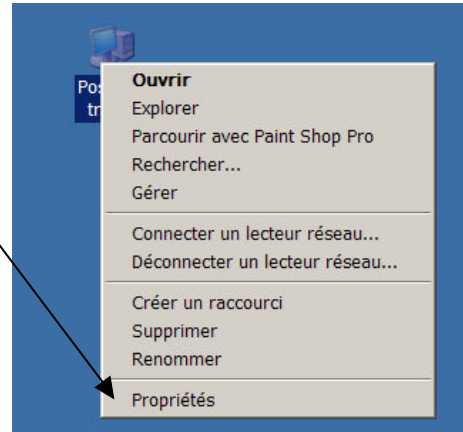 Ouvrir
Explorer
Parcourir avec Paint Shop Pro
Rechercher...
Gérer
Connecter un lecteur réseau...
Déconnecter un lecteur réseau...
Créer un raccourci
Supprimer
Renommer
Propriétés